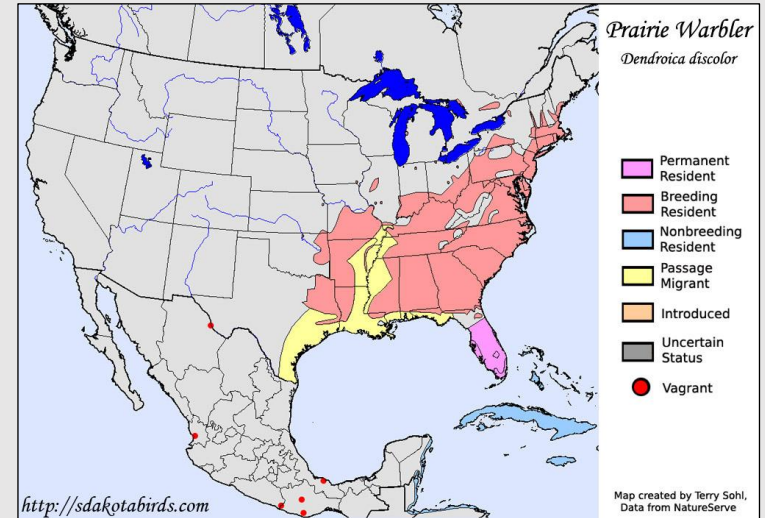 Prairie Warbler
Dendroica discolor
Permanent
Resident
Breeding
Resident
Nonbreeding
Resident
Passage
Migrant
Introduced
Uncertain
Status
Vagrant
http://sdakotabirds.com
Map created by Terry Sohl,
Data from NatureServe